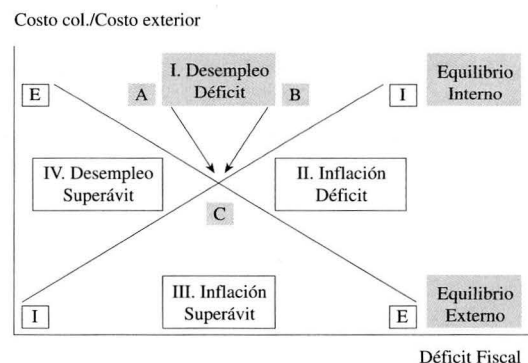 Costo col./Costo exterior
I. Desempleo
Déficit
Equilibrio
Interno
E
A
B
I
IV. Desempleo
Superávit
II. Inflación
Déficit
C
III. Inflación
Superávit
Equilibrio
Externo
I
E
Déficit Fiscal